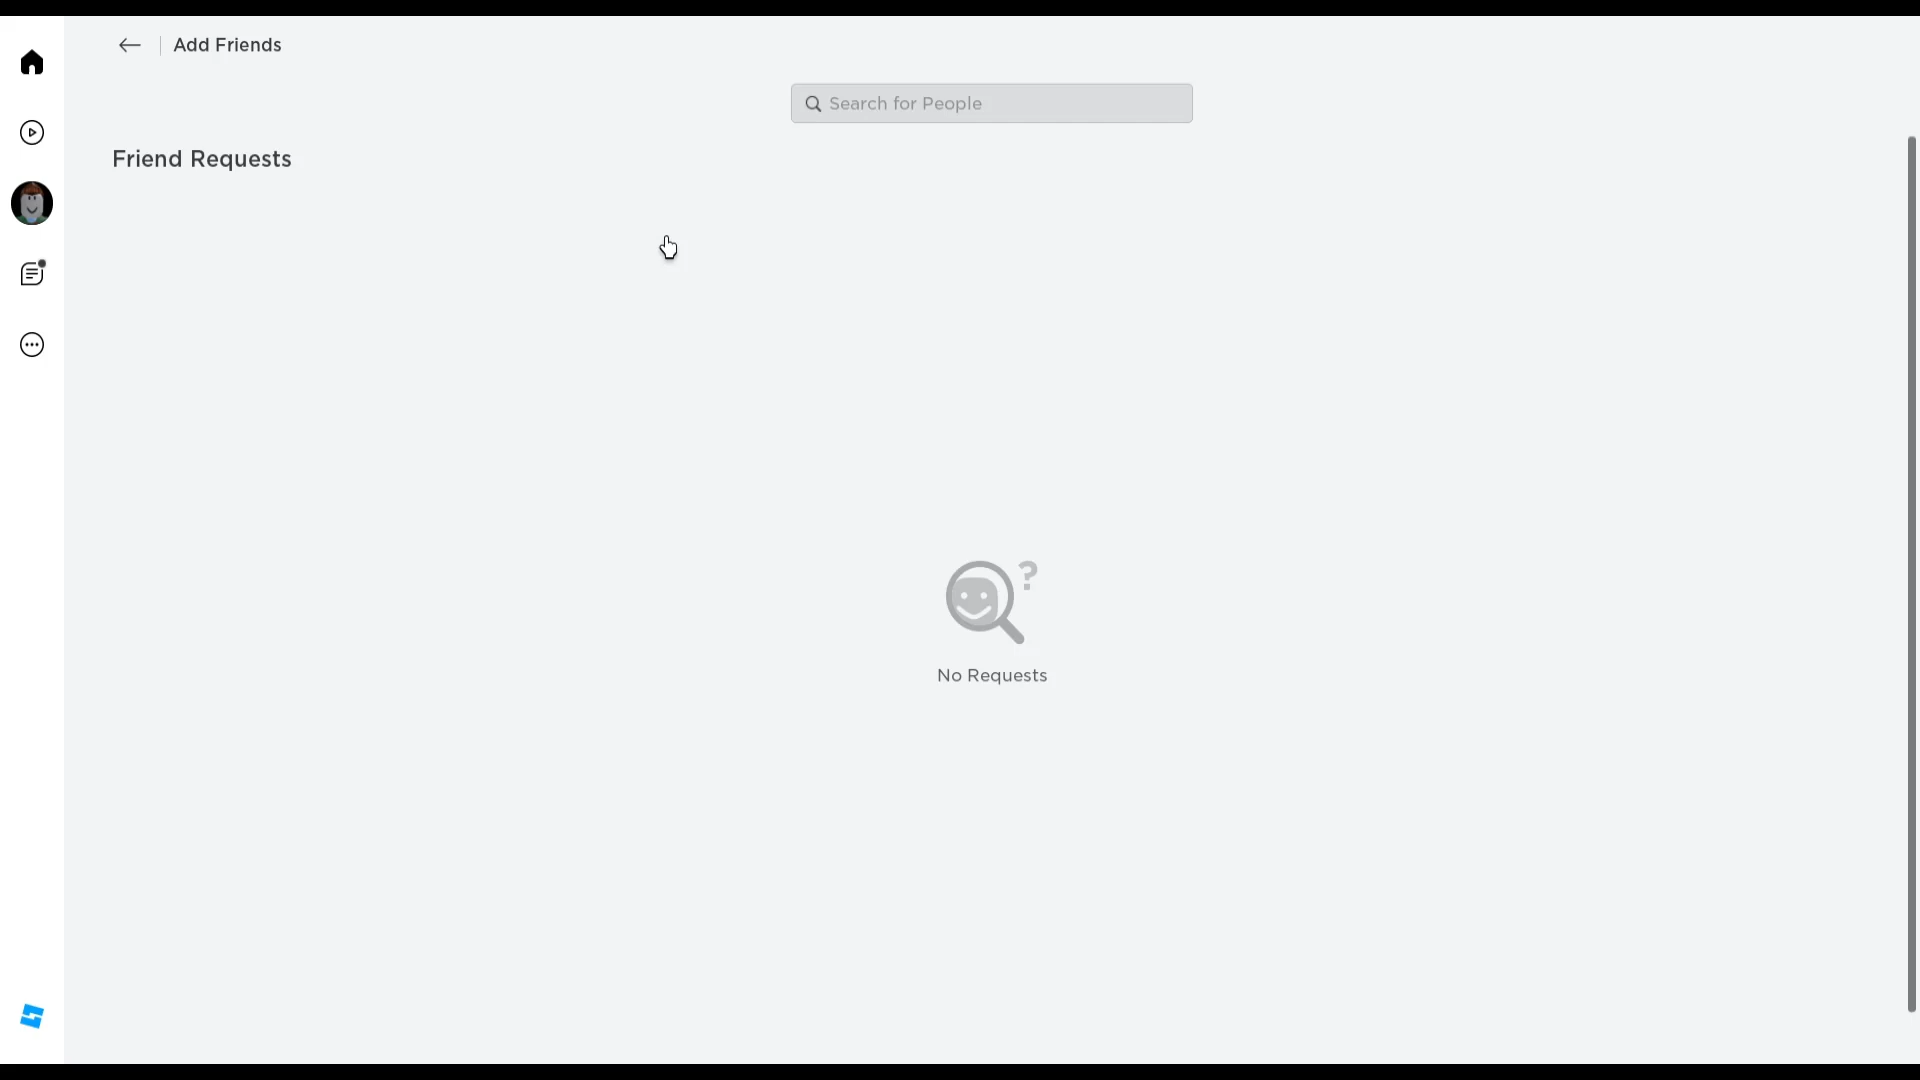 Add Friends
Search for People
Friend Requests
?
No Requests